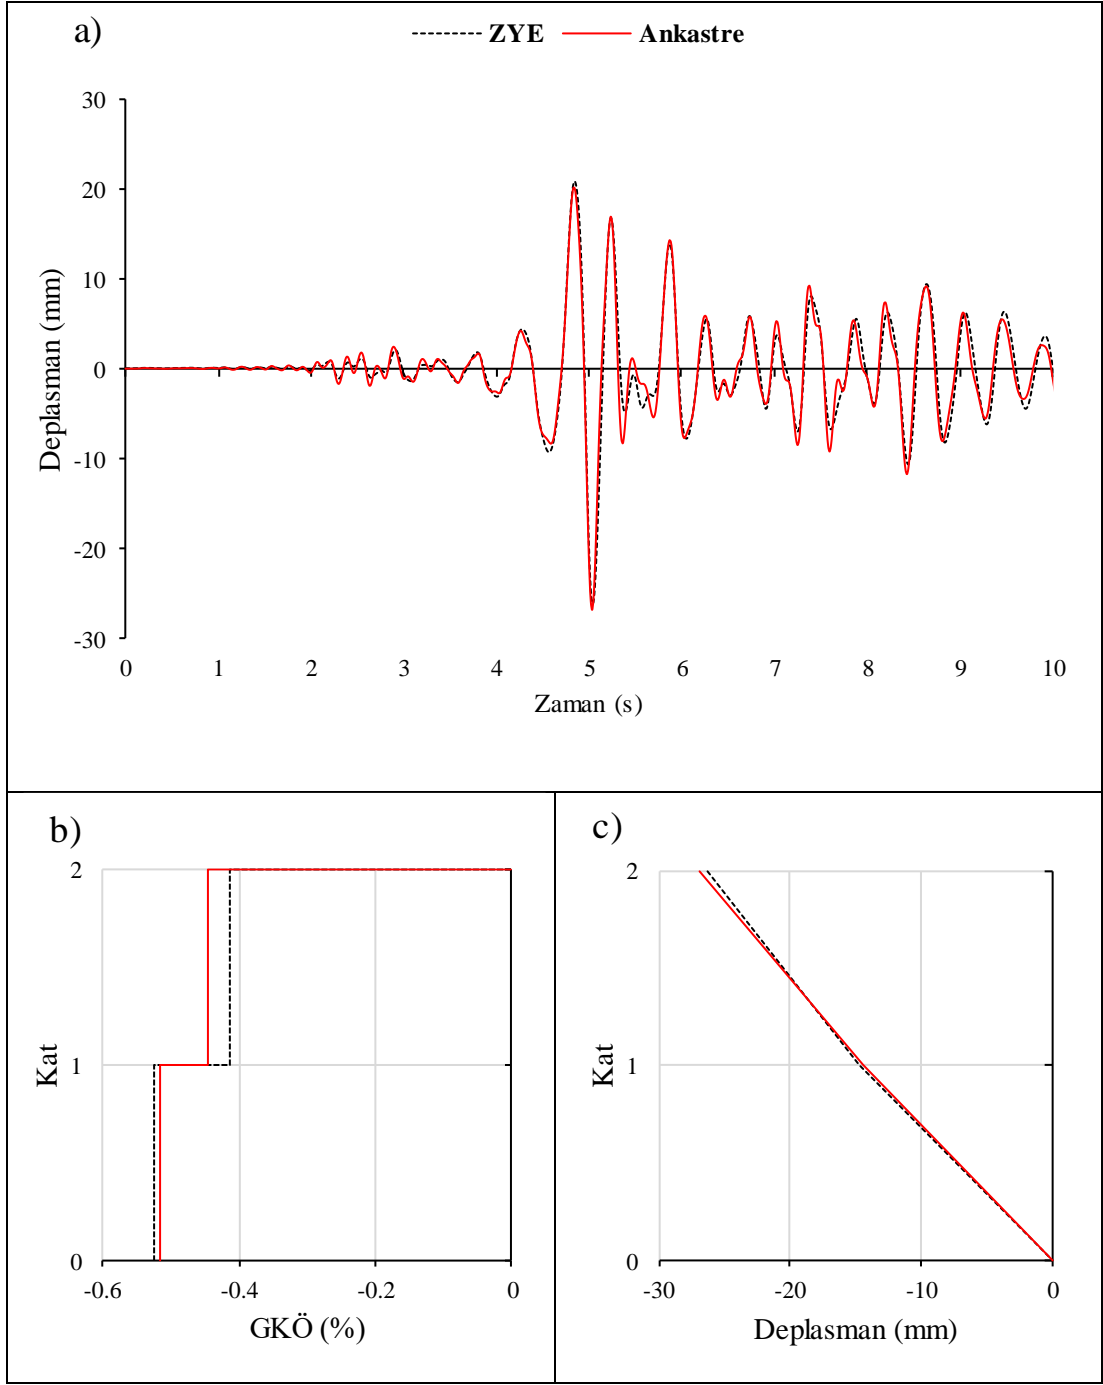 a)
ZYE Ankastre
30
20
10
0
-10
-20
-30
Deplasman (mm)
0 1 2 3 4 5 6 7 8 9 10
Zaman (s)
b)
2
1
0
Kat
-0.6 -0.4 -0.2 0
GKÖ (%)
c)
2
1
0
Kat
-30 -20 -10 0
Deplasman (mm)